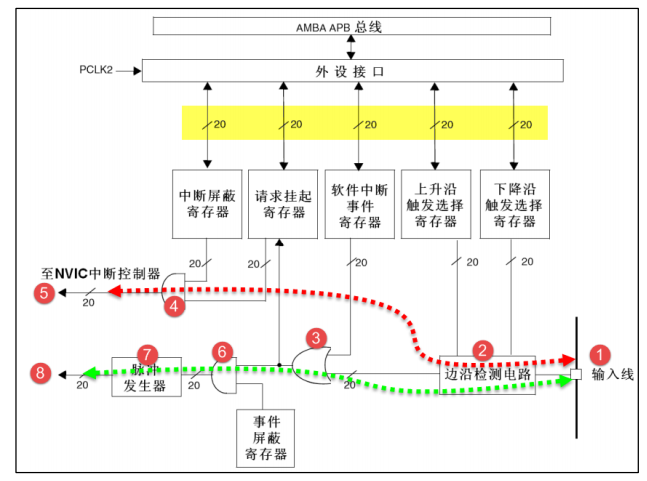 AMBA APB 总线
PCLK2
外设接口
20 20 20 20 20
中断屏蔽
寄存器
请求挂起
寄存器
软件中断
事件
寄存器
上升沿
触发选择
寄存器
下降沿
触发选择
寄存器
至NVIC中断控制器
20 20 20 20 20
5
20
4
3
2
1
7
6
8
脉冲
发生器
边沿检测电路
输入线
20 20 20
事件
屏蔽
寄存器